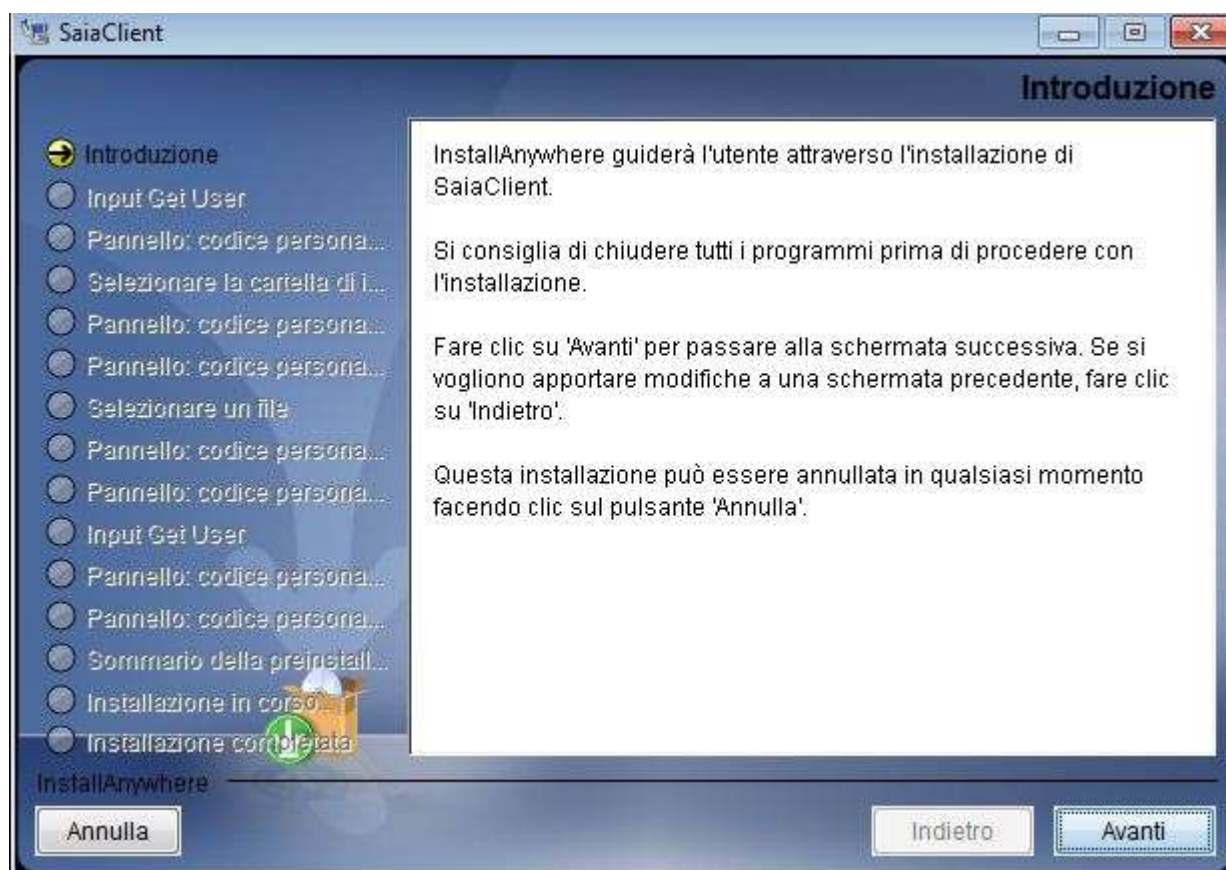 SaiaClient
Introduzione
Introduzione
Input Get User
Pannello: codice persona...
Selezionare la cartella di i...
Pannello: codice persona...
Pannello: codice persona...
Selezionare un file
Pannello: codice persona...
Pannello: codice persona...
Input Get User
Pannello: codice persona...
Pannello: codice persona...
Sommario della preinstall...
Installazione in corso...
Installazione completata
InstallAnywhere guiderà l'utente attraverso l'installazione di
SaiaClient.
Si consiglia di chiudere tutti i programmi prima di procedere con
l'installazione.
Fare clic su 'Avanti' per passare alla schermata successiva. Se si
vogliono apportare modifiche a una schermata precedente, fare clic
su 'Indietro'.
Questa installazione può essere annullata in qualsiasi momento
facendo clic sul pulsante 'Annulla'.
InstallAnywhere
Annulla
Indietro
Avanti